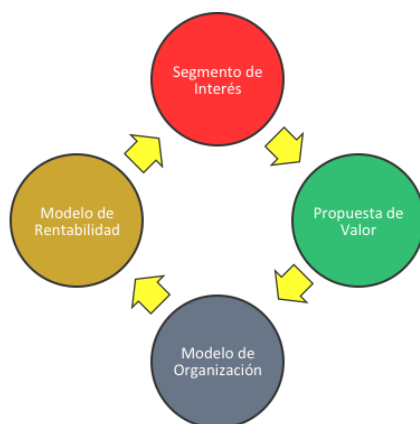 Segmento de
Interés
Propuesta de
Valor
Modelo de
Organización
Modelo de
Rentabilidad